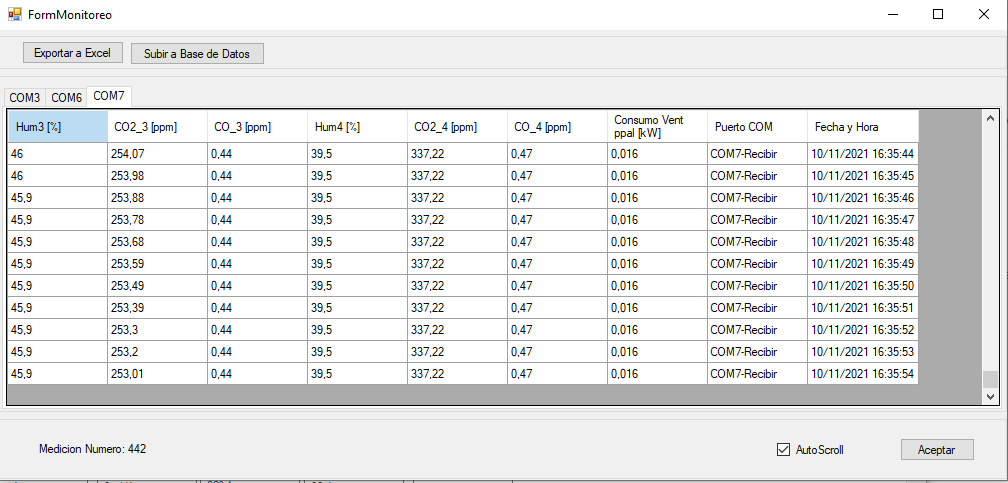 FormMonitoreo
Exportar a Excel Subir a Base de Datos
COM3 COM6 COM7
Hum3 [%] CO2_3 [ppm] CO_3 [ppm] Hum4 [%] CO2_4 [ppm] CO_4 [ppm] Consumo Vent ppal [kW] Puerto COM Fecha y Hora
46 254,07 0,44 39,5 337,22 0,47 0,016 COM7-Recibir 10/11/2021 16:35:44
46 253,98 0,44 39,5 337,22 0,47 0,016 COM7-Recibir 10/11/2021 16:35:45
45,9 253,88 0,44 39,5 337,22 0,47 0,016 COM7-Recibir 10/11/2021 16:35:46
45,9 253,78 0,44 39,5 337,22 0,47 0,016 COM7-Recibir 10/11/2021 16:35:47
45,9 253,68 0,44 39,5 337,22 0,47 0,016 COM7-Recibir 10/11/2021 16:35:48
45,9 253,59 0,44 39,5 337,22 0,47 0,016 COM7-Recibir 10/11/2021 16:35:49
45,9 253,49 0,44 39,5 337,22 0,47 0,016 COM7-Recibir 10/11/2021 16:35:50
45,9 253,39 0,44 39,5 337,22 0,47 0,016 COM7-Recibir 10/11/2021 16:35:51
45,9 253,3 0,44 39,5 337,22 0,47 0,016 COM7-Recibir 10/11/2021 16:35:52
45,9 253,2 0,44 39,5 337,22 0,47 0,016 COM7-Recibir 10/11/2021 16:35:53
45,9 253,01 0,44 39,5 337,22 0,47 0,016 COM7-Recibir 10/11/2021 16:35:54
Medicion Numero: 442 AutoScroll Aceptar